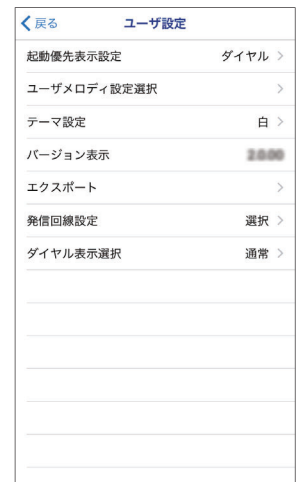 戻る ユーザ設定
起動優先表示設定 ダイヤル
ユーザメロディ設定選択
テーマ設定 白
バージョン表示
エクスポート
発信回線設定 選択
ダイヤル表示選択 通常